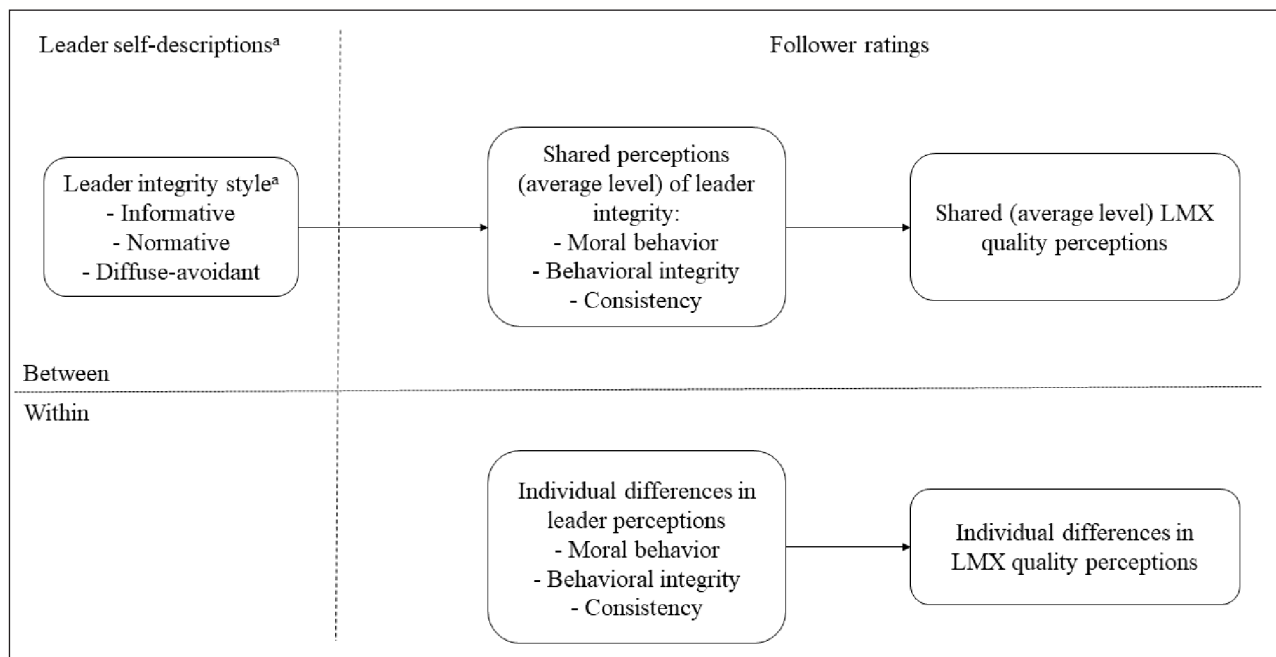 Leader self-descriptionsᵃ
Follower ratings
Leader integrity styleᵃ
- Informative
- Normative
- Diffuse-avoidant
Shared perceptions
(average level) of leader
integrity:
- Moral behavior
- Behavioral integrity
- Consistency
Shared (average level) LMX
quality perceptions
Between
Within
Individual differences in
leader perceptions
- Moral behavior
- Behavioral integrity
- Consistency
Individual differences in
LMX quality perceptions